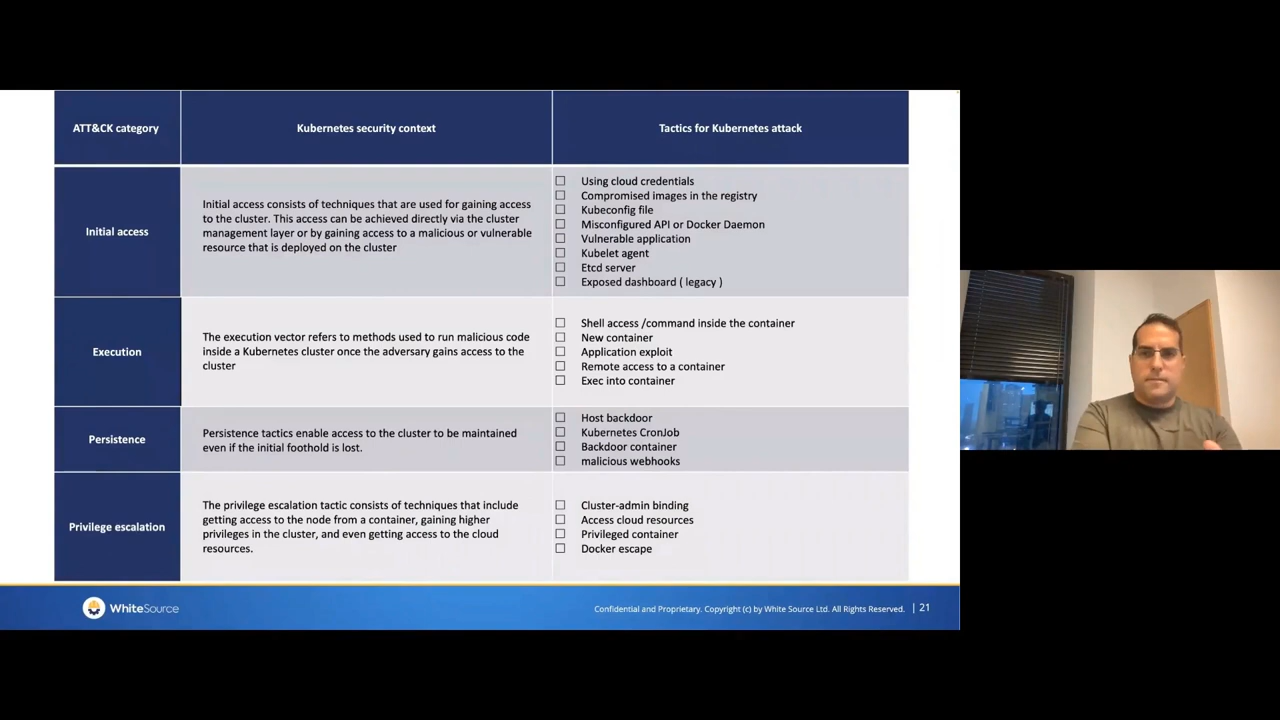 ATT&CK category
Kubernetes security context
Tactics for Kubernetes attack
Initial access
Initial access consists of techniques that are used for gaining access
to the cluster. This access can be achieved directly via the cluster
management layer or by gaining access to a malicious or vulnerable
resource that is deployed on the cluster
Using cloud credentials
Compromised images in the registry
Kubeconfig file
Misconfigured API or Docker Daemon
Vulnerable application
Kubelet agent
Etcd server
Exposed dashboard ( legacy )
Execution
The execution vector refers to methods used to run malicious code
inside a Kubernetes cluster once the adversary gains access to the
cluster
Shell access /command inside the container
New container
Application exploit
Remote access to a container
Exec into container
Persistence
Persistence tactics enable access to the cluster to be maintained
even if the initial foothold is lost.
Host backdoor
Kubernetes CronJob
Backdoor container
malicious webhooks
Privilege escalation
The privilege escalation tactic consists of techniques that include
getting access to the node from a container, gaining higher
privileges in the cluster, and even getting access to the cloud
resources.
Cluster-admin binding
Access cloud resources
Privileged container
Docker escape
WhiteSource
Confidential and Proprietary. Copyright (c) by White Source Ltd. All Rights Reserved. | 21